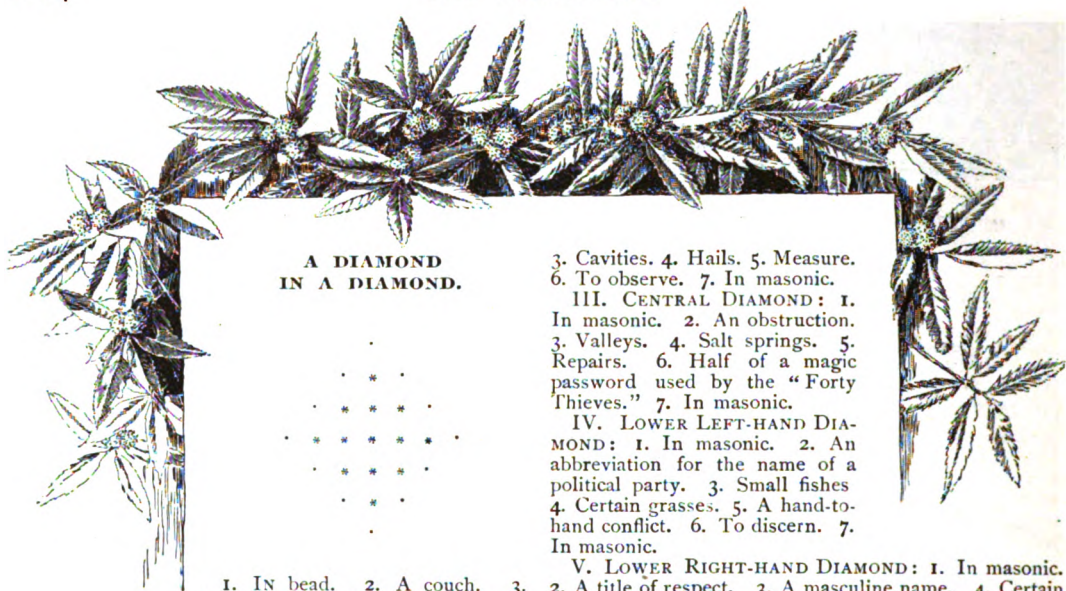 A DIAMOND
IN A DIAMOND.
1. IN bead. 2. A couch. 3.
3. Cavities. 4. Hails. 5. Measure.
6. To observe. 7. In masonic.
III. CENTRAL DIAMOND: 1.
In masonic. 2. An obstruction.
3. Valleys. 4. Salt springs. 5.
Repairs. 6. Half of a magic
password used by the "Forty
Thieves." 7. In masonic.
IV. LOWER LEFT-HAND DIA-
MOND: 1. In masonic. 2. An
abbreviation for the name of a
political party. 3. Small fishes
4. Certain grasses. 5. A hand-to-
hand conflict. 6. To discern. 7.
In masonic.
V. LOWER RIGHT-HAND DIAMOND: 1. In masonic.
2. A title of respect. 3. A masculine name. 4. Certain